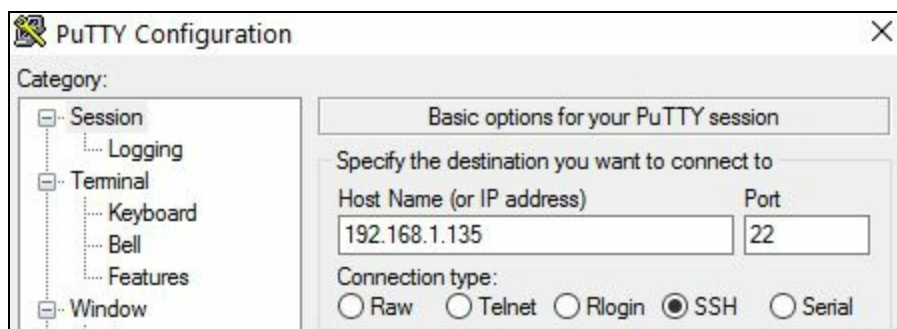 PuTTY Configuration
Category:
Session
Logging
Terminal
Keyboard
Bell
Features
Window
Basic options for your PuTTY session
Specify the destination you want to connect to
Host Name (or IP address) Port
192.168.1.135 22
Connection type:
Raw Telnet Rlogin SSH Serial